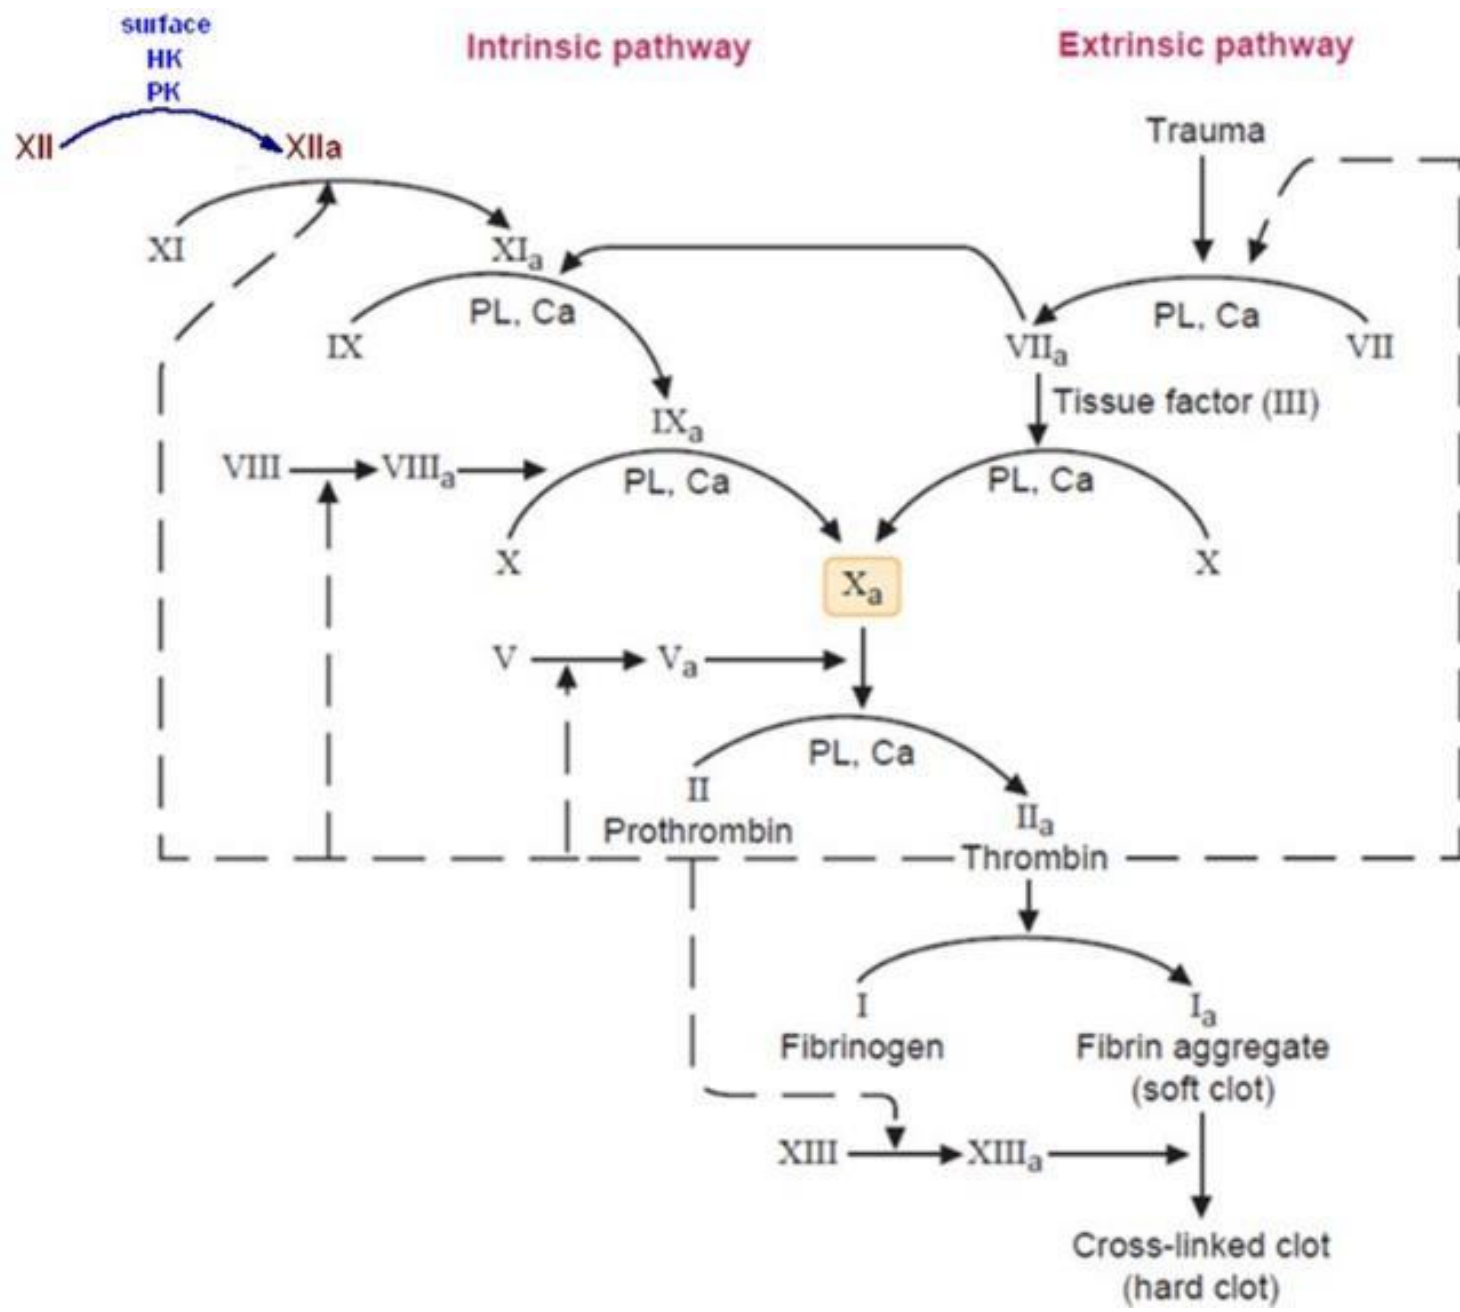 surface
HK
PK
Intrinsic pathway
Extrinsic pathway
XII
XIIa
Trauma
XI
XIa
PL, Ca
PL, Ca
IX
VIIa
VII
Tissue factor (III)
IXa
VIII
VIIIa
PL, Ca
PL, Ca
X
Xa
X
V
Va
PL, Ca
II
Prothrombin
IIa
Thrombin
I
Fibrinogen
Ia
Fibrin aggregate
(soft clot)
XIII
XIIIa
Cross-linked clot
(hard clot)